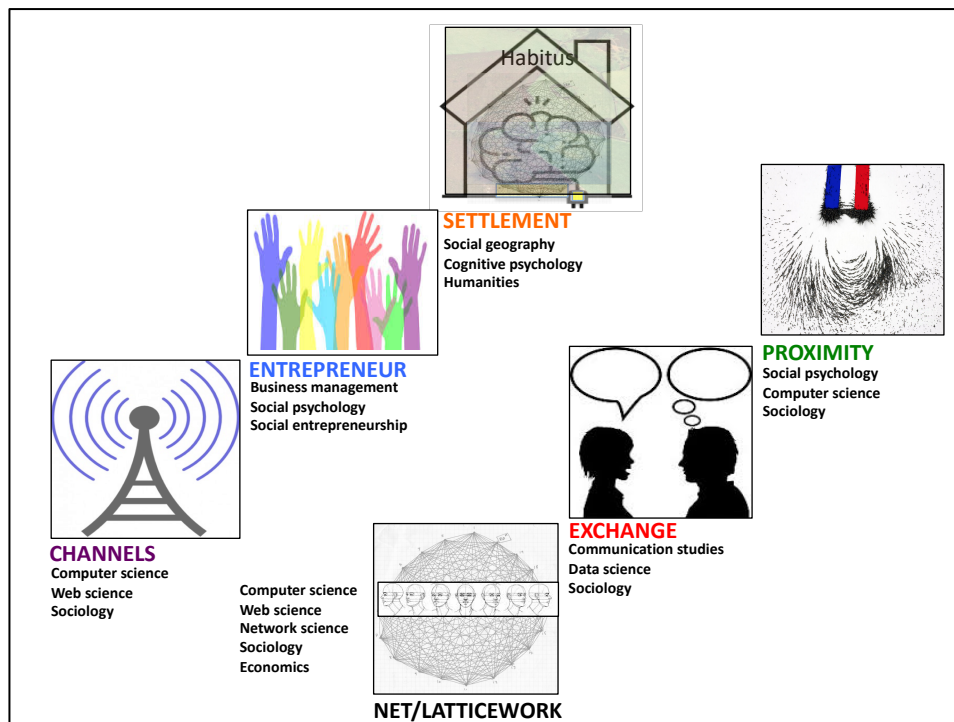 Habitus
SETTLEMENT
Social geography
Cognitive psychology
Humanities
ENTREPRENEUR
Business management
Social psychology
Social entrepreneurship
PROXIMITY
Social psychology
Computer science
Sociology
CHANNELS
Computer science
Web science
Sociology
EXCHANGE
Communication studies
Data science
Sociology
Computer science
Web science
Network science
Sociology
Economics
NET/LATTICEWORK